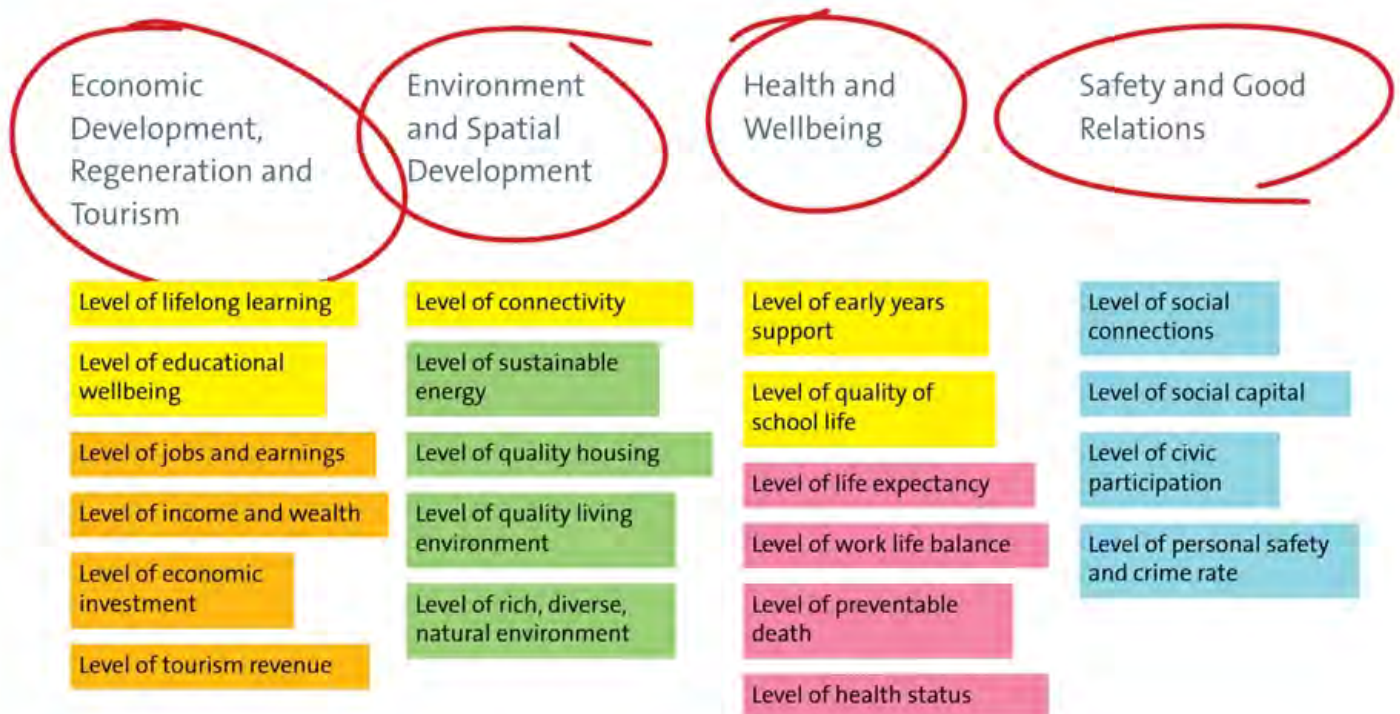 Economic
Development,
Regeneration and
Tourism
Level of lifelong learning
Level of educational
wellbeing
Level of jobs and earnings
Level of income and wealth
Level of economic
investment
Level of tourism revenue
Environment
and Spatial
Development
Level of connectivity
Level of sustainable
energy
Level of quality housing
Level of quality living
environment
Level of rich, diverse,
natural environment
Health and
Wellbeing
Level of early years
support
Level of quality of
school life
Level of life expectancy
Level of work life balance
Level of preventable
death
Level of health status
Safety and Good
Relations
Level of social
connections
Level of social capital
Level of civic
participation
Level of personal safety
and crime rate